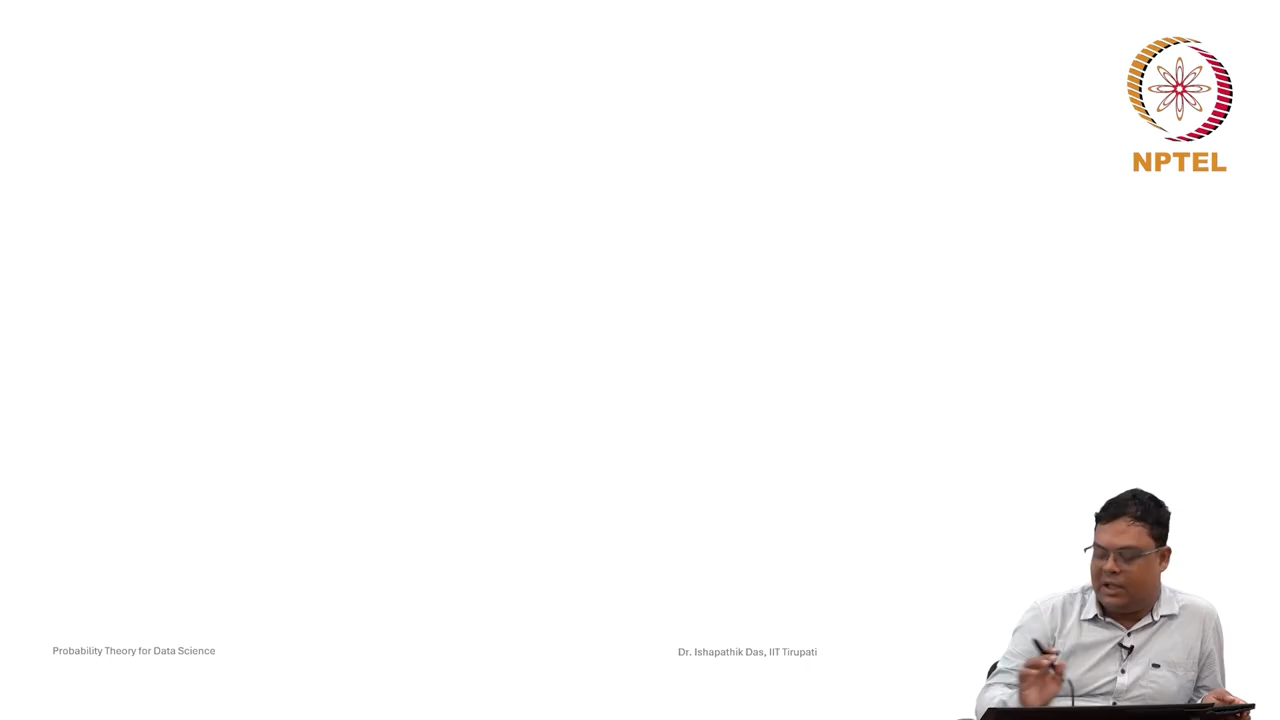 NPTEL
Probability Theory for Data Science
Dr. Ishapathik Das, IIT Tirupati